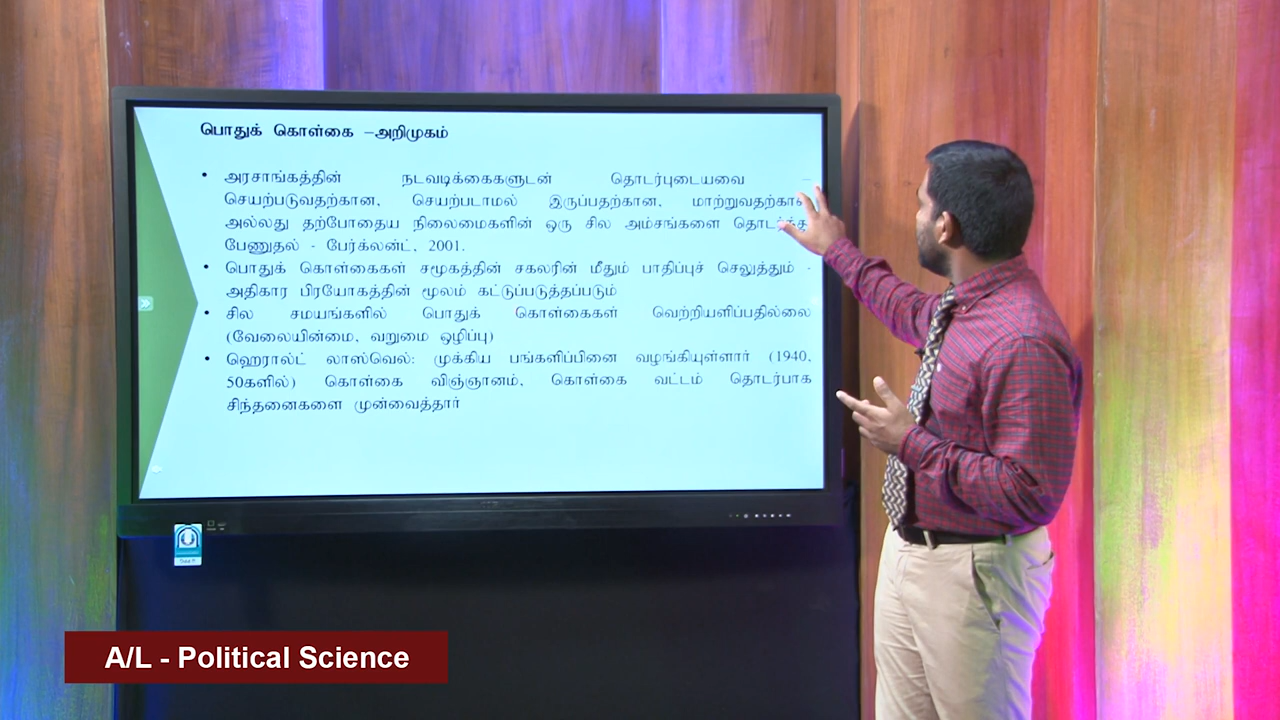 பொதுக் கொள்கை –அறிமுகம்
• அரசாங்கத்தின் நடவடிக்கைகளுடன் தொடர்புடையவை –
செயற்படுவதற்கான, செயற்படாமல் இருப்பதற்கான, மாற்றுவதற்கான
அல்லது தற்போதைய நிலைமைகளின் ஒரு சில அம்சங்களை தொடர்ந்து
பேணுதல் - பேர்க்லன்ட், 2001.
• பொதுக் கொள்கைகள் சமூகத்தின் சகலரின் மீதும் பாதிப்புச் செலுத்தும் -
அதிகார பிரயோகத்தின் மூலம் கட்டுப்படுத்தப்படும்
• சில சமயங்களில் பொதுக் கொள்கைகள் வெற்றியளிப்பதில்லை
(வேலையின்மை, வறுமை ஒழிப்பு)
• ஹெரால்ட் லாஸ்வெல்: முக்கிய பங்களிப்பினை வழங்கியுள்ளார் (1940,
50களில்) கொள்கை விஞ்ஞானம், கொள்கை வட்டம் தொடர்பாக
சிந்தனைகளை முன்வைத்தார்
A/L - Political Science